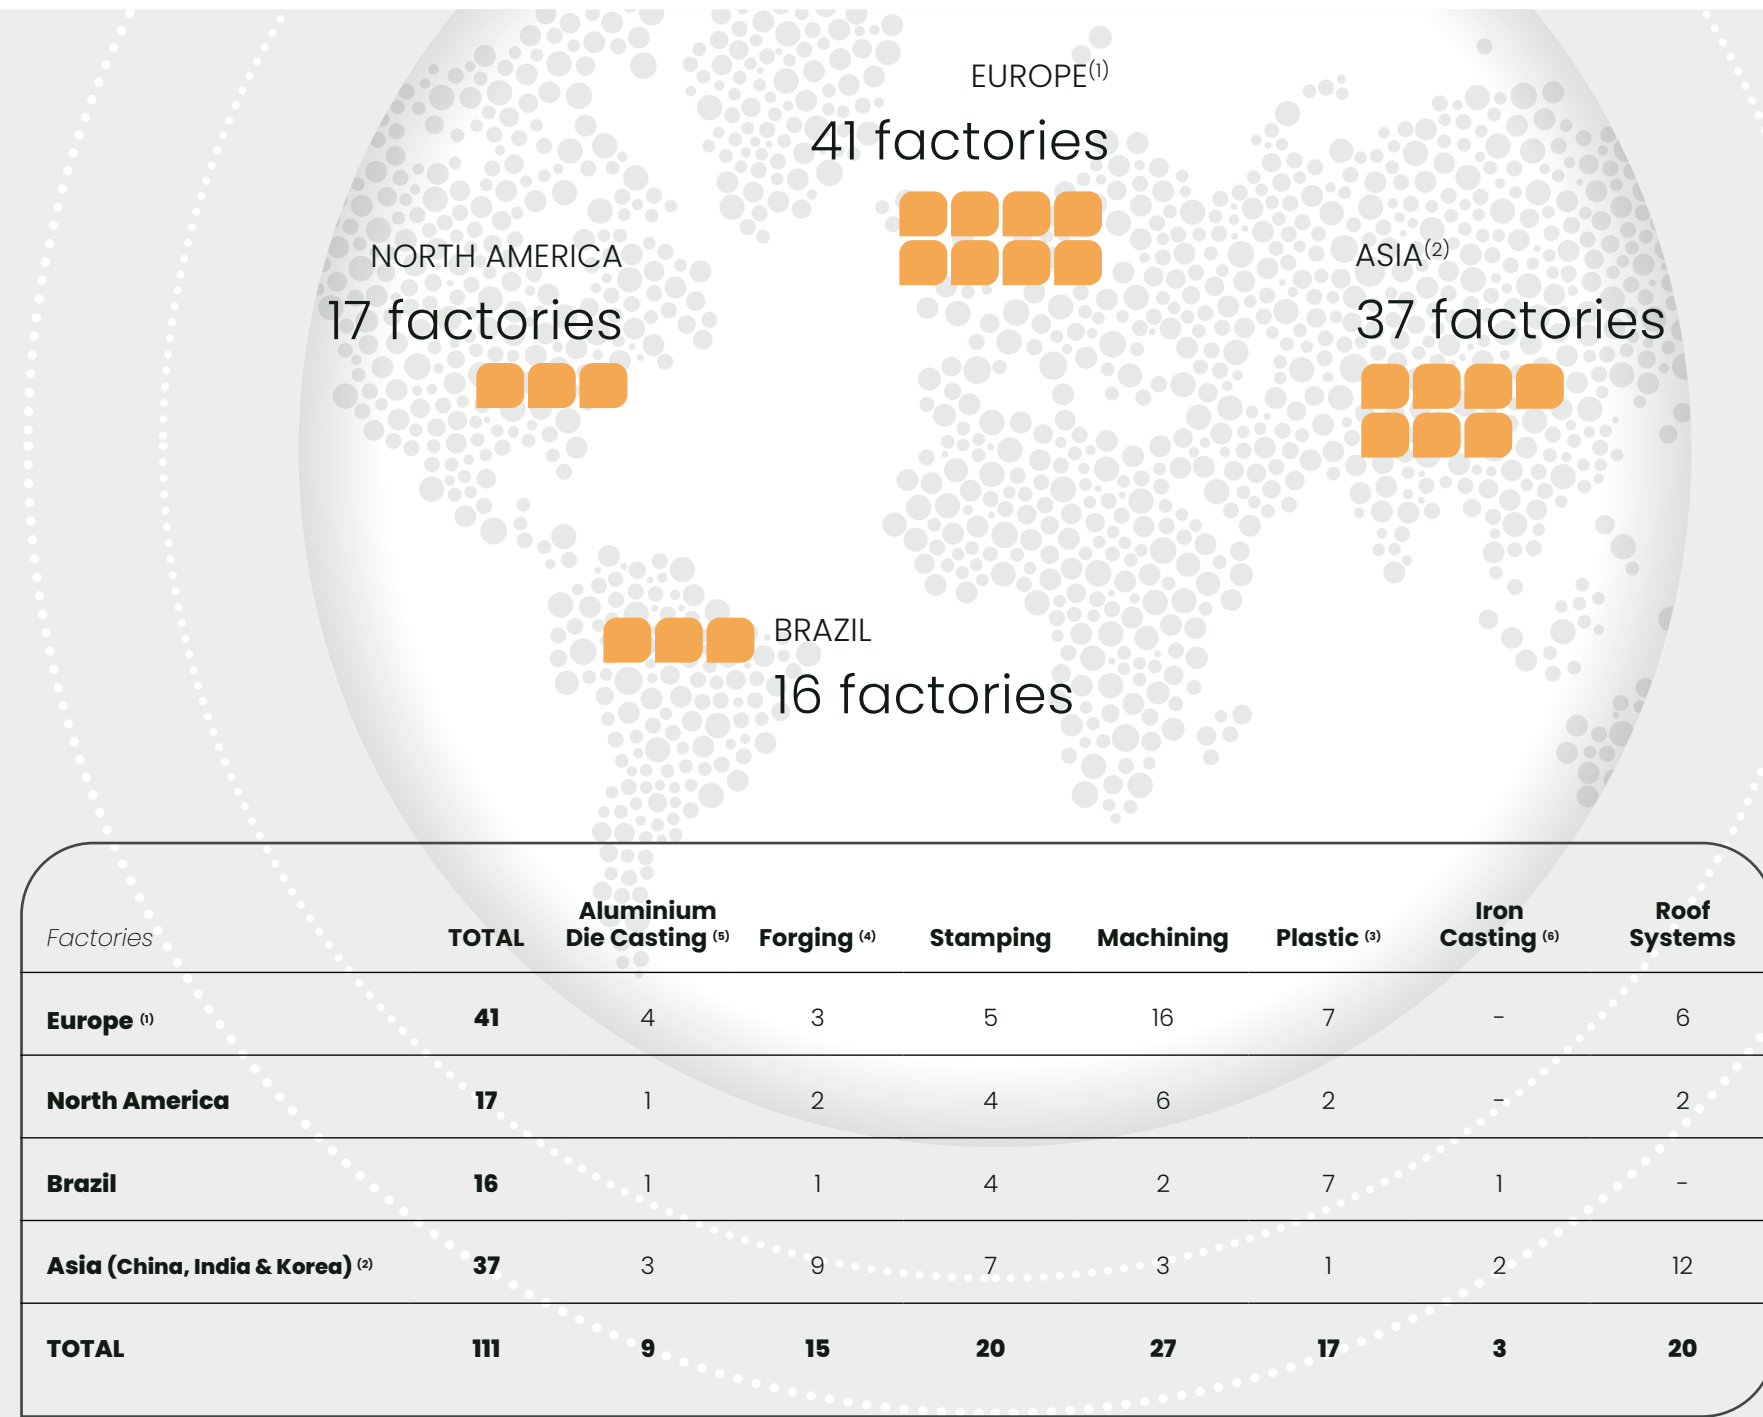 EUROPE(1)
41 factories
NORTH AMERICA
17 factories
ASIA(2)
37 factories
BRAZIL
16 factories
Factories TOTAL Aluminium Die Casting (5) Forging (4) Stamping Machining Plastic (3) Iron Casting (6) Roof Systems
Europe (1) 41 4 3 5 16 7 - 6
North America 17 1 2 4 6 2 - 2
Brazil 16 1 1 4 2 7 1 -
Asia (China, India & Korea) (2) 37 3 9 7 3 1 2 12
TOTAL 111 9 15 20 27 17 3 20